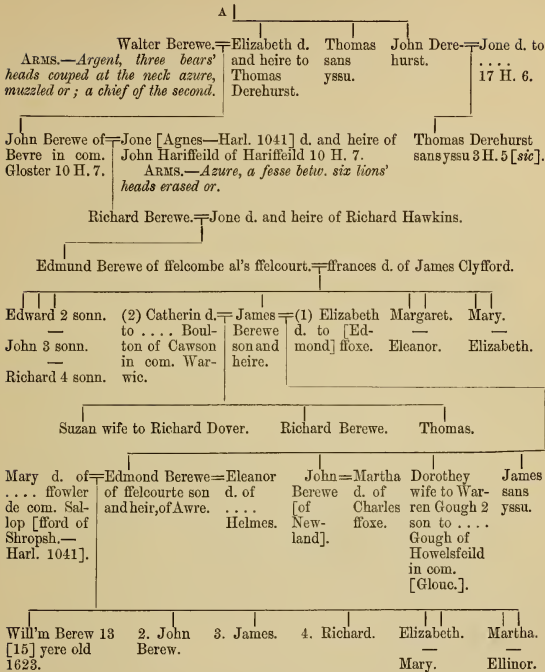 A
Walter Berewe.
ARMS.—Argent, three bears'
heads couped at the neck azure,
muzzled or; a chief of the second.
Elizabeth d.
and heire to
Thomas
Derehurst.
Thomas
sans
yssu.
John Dere-
hurst.
Jone d. to
. . . .
17 H. 6.
John Berewe of
Bevre in com.
Gloster 10 H. 7.
Jone [Agnes—Harl. 1041] d. and heire of
John Hariffeild of Hariffeild 10 H. 7.
ARMS.—Azure, a fesse betw. six lions'
heads erased or.
Thomas Derehurst
sans yssu 3 H. 5 [sic].
Richard Berewe.
Jone d. and heire of Richard Hawkins.
Edmund Berewe of ffelcombe al's ffelcourt.
ffrances d. of James Clyfford.
Edward 2 sonn.
—
John 3 sonn.
—
Richard 4 sonn.
(2) Catherin d.
to . . . . Boul-
ton of Cawson
in com. War-
wic.
James
Berewe
son and
heire.
(1) Elizabeth
d. to [Ed-
mond] ffoxe.
Margaret.
—
Eleanor.
Mary.
—
Elizabeth.
Suzan wife to Richard Dover.
Richard Berewe.
Thomas.
Mary d. of
. . . . ffowler
de com. Sal-
lop [fford of
Shropsh.—
Harl. 1041].
Edmond Berewe
of ffelcourte son
and heir, of Awre.
Eleanor
d. of
. . . .
Helmes.
John
Berewe
[of
New-
land].
Martha
d. of
Charles
ffoxe.
Dorothey
wife to War-
ren Gough 2
son to . . . .
Gough of
Howelsfeild
in com.
[Glouc.].
James
sans
yssu.
Will'm Berew 13
[15] yere old
1623.
2. John
Berew.
3. James.
4. Richard.
Elizabeth.
—
Mary.
Martha.
—
Ellinor.